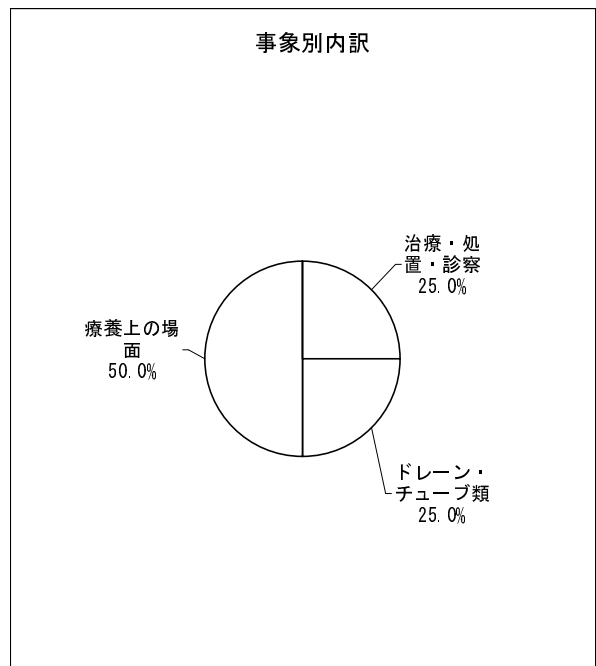 事象別内訳
治療・処
置・診察
25.0%
療養上の場
面
50.0%
ドレーン・
チューブ類
25.0%